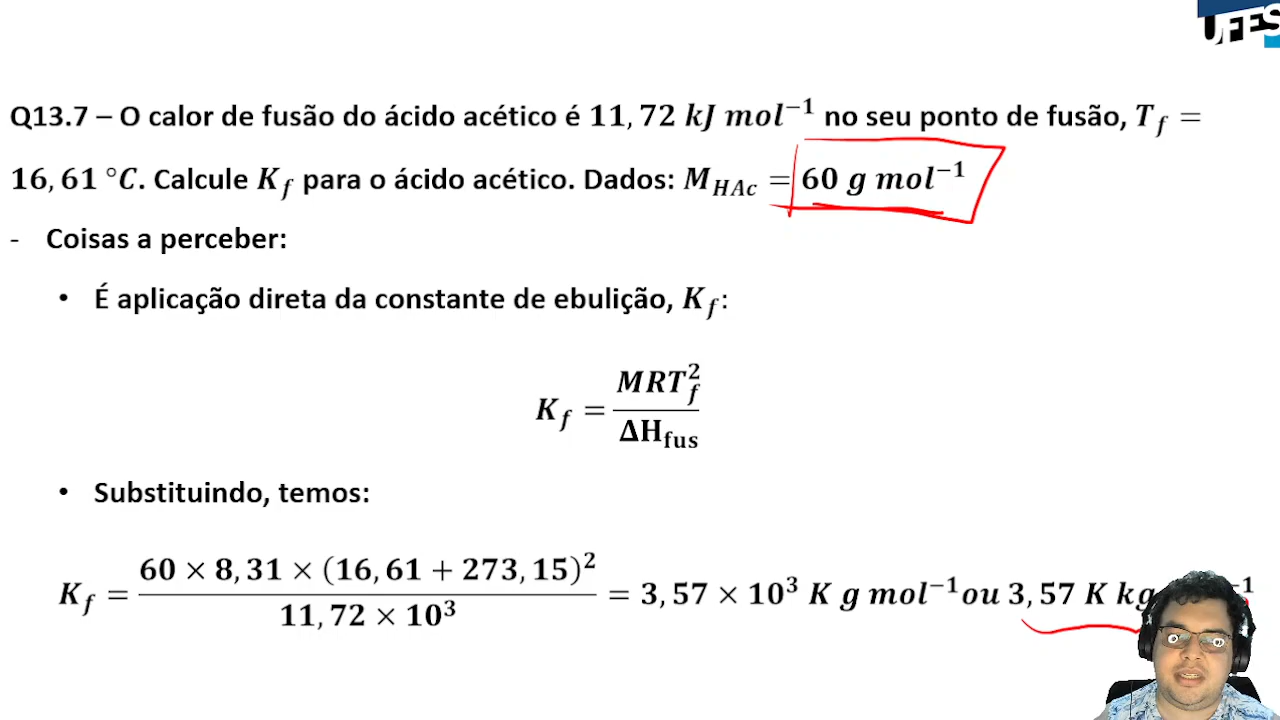 UFES
Q13.7 – O calor de fusão do ácido acético é 11,72 kJ mol⁻¹ no seu ponto de fusão, T_f =
16,61 °C. Calcule K_f para o ácido acético. Dados: M_HAc = 60 g mol⁻¹
- Coisas a perceber:
• É aplicação direta da constante de ebulição, K_f:
K_f = MRT_f² / ΔH_fus
• Substituindo, temos:
K_f = 60 × 8,31 × (16,61 + 273,15)² / 11,72 × 10³ = 3,57 × 10³ K g mol⁻¹ ou 3,57 K kg ⁻¹